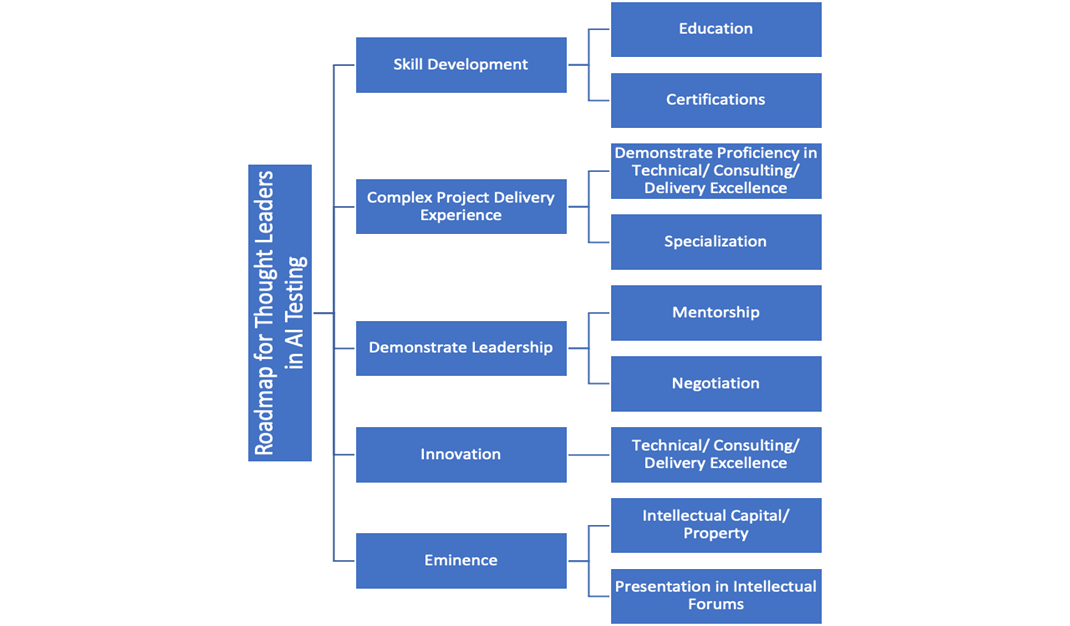 Roadmap for Thought Leaders
in AI Testing
Skill Development
Education
Certifications
Complex Project Delivery
Experience
Demonstrate Proficiency in
Technical/ Consulting/
Delivery Excellence
Specialization
Demonstrate Leadership
Mentorship
Negotiation
Innovation
Technical/ Consulting/
Delivery Excellence
Eminence
Intellectual Capital/
Property
Presentation in Intellectual
Forums